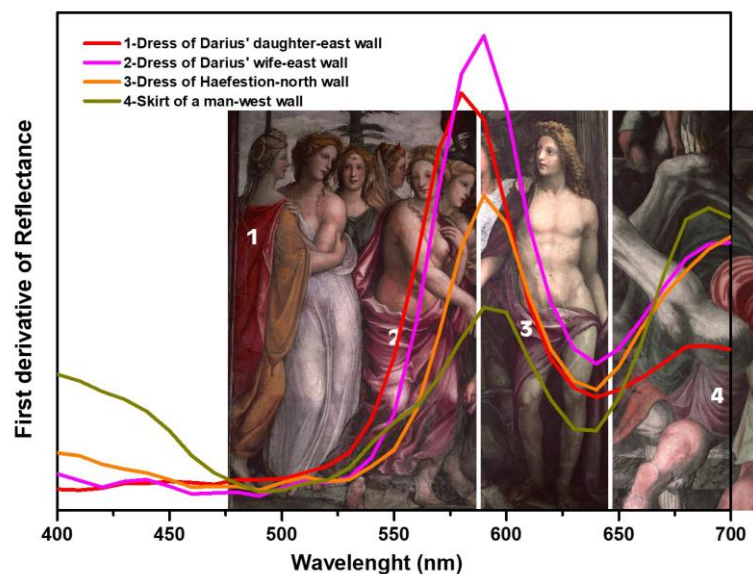 1-Dress of Darius' daughter-east wall
2-Dress of Darius' wife-east wall
3-Dress of Haefestion-north wall
4-Skirt of a man-west wall
First derivative of Reflectance
1
2
3
4
400 450 500 550 600 650 700
Wavelenght (nm)